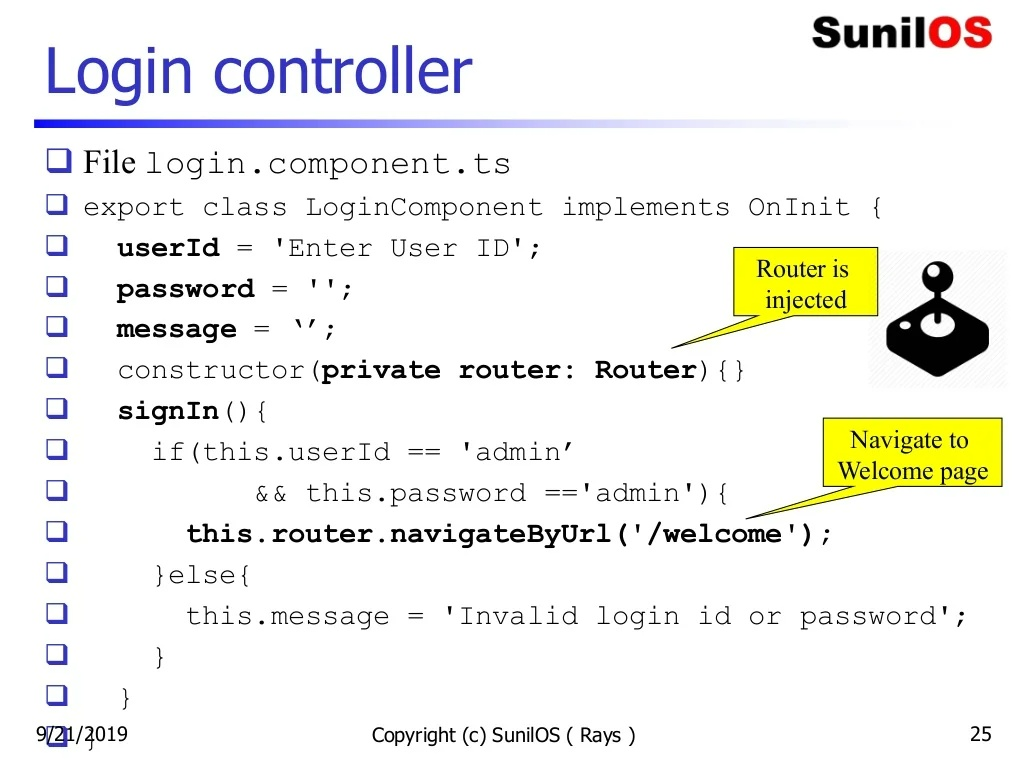 SunilOS
Login controller
File login.component.ts
export class LoginComponent implements OnInit {
userId = 'Enter User ID';
password = '';
message = ‘’;
constructor(private router: Router){}
signIn(){
if(this.userId == 'admin’
&& this.password =='admin'){
this.router.navigateByUrl('/welcome');
}else{
this.message = 'Invalid login id or password';
}
}
}
Router is
injected
Navigate to
Welcome page
9/21/2019
Copyright (c) SunilOS ( Rays )
25